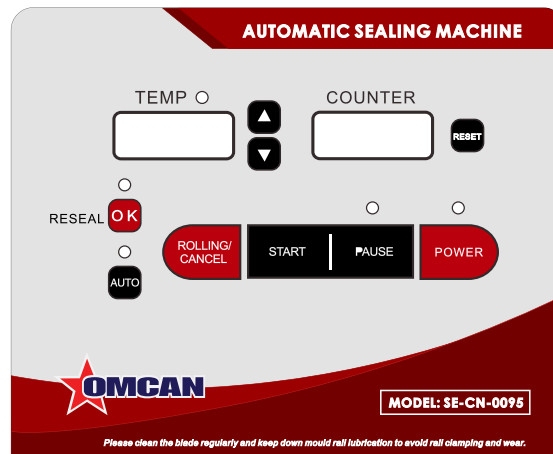 AUTOMATIC SEALING MACHINE
TEMP
COUNTER
RESET
RESEAL OK
AUTO
ROLLING/
CANCEL
START
PAUSE
POWER
OMCAN
MODEL: SE-CN-0095
Please clean the blade regularly and keep down mould rail lubrication to avoid rail clamping and wear.